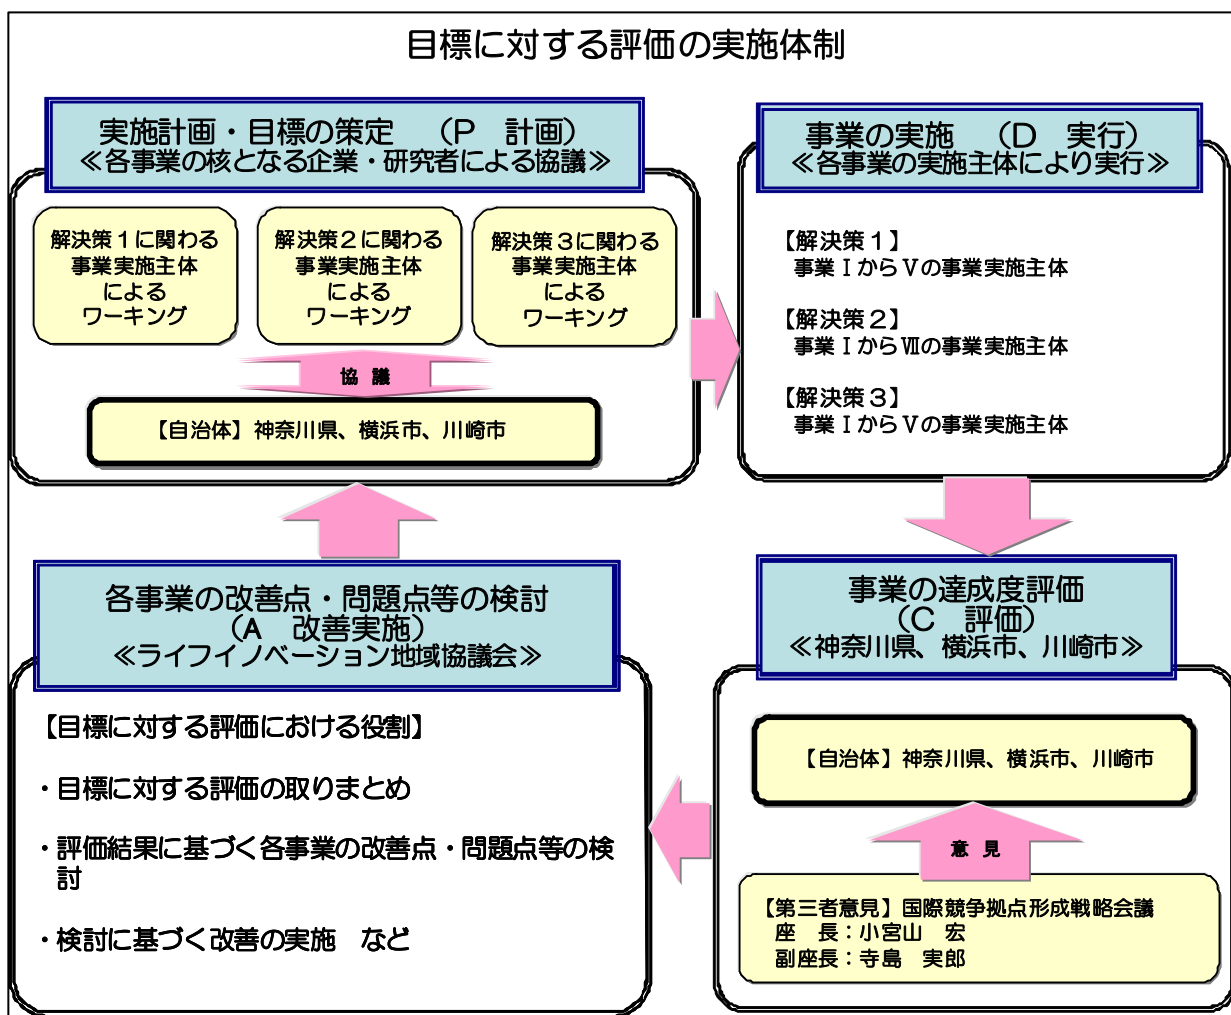 目標に対する評価の実施体制
実施計画・目標の策定　（Ｐ　計画）
≪各事業の核となる企業・研究者による協議≫
解決策１に関わる
事業実施主体
による
ワーキング
解決策２に関わる
事業実施主体
による
ワーキング
解決策３に関わる
事業実施主体
による
ワーキング
協 議
【自治体】神奈川県、横浜市、川崎市
事業の実施　（Ｄ　実行）
≪各事業の実施主体により実行≫
【解決策１】
事業ⅠからⅤの事業実施主体
【解決策２】
事業ⅠからⅦの事業実施主体
【解決策３】
事業ⅠからⅤの事業実施主体
事業の達成度評価
（Ｃ　評価）
≪神奈川県、横浜市、川崎市≫
【自治体】神奈川県、横浜市、川崎市
意 見
【第三者意見】国際競争拠点形成戦略会議
座　長：小宮山　宏
副座長：寺島　実郎
各事業の改善点・問題点等の検討
（Ａ　改善実施）
≪ライフイノベーション地域協議会≫
【目標に対する評価における役割】
・目標に対する評価の取りまとめ
・評価結果に基づく各事業の改善点・問題点等の検
討
・検討に基づく改善の実施　など